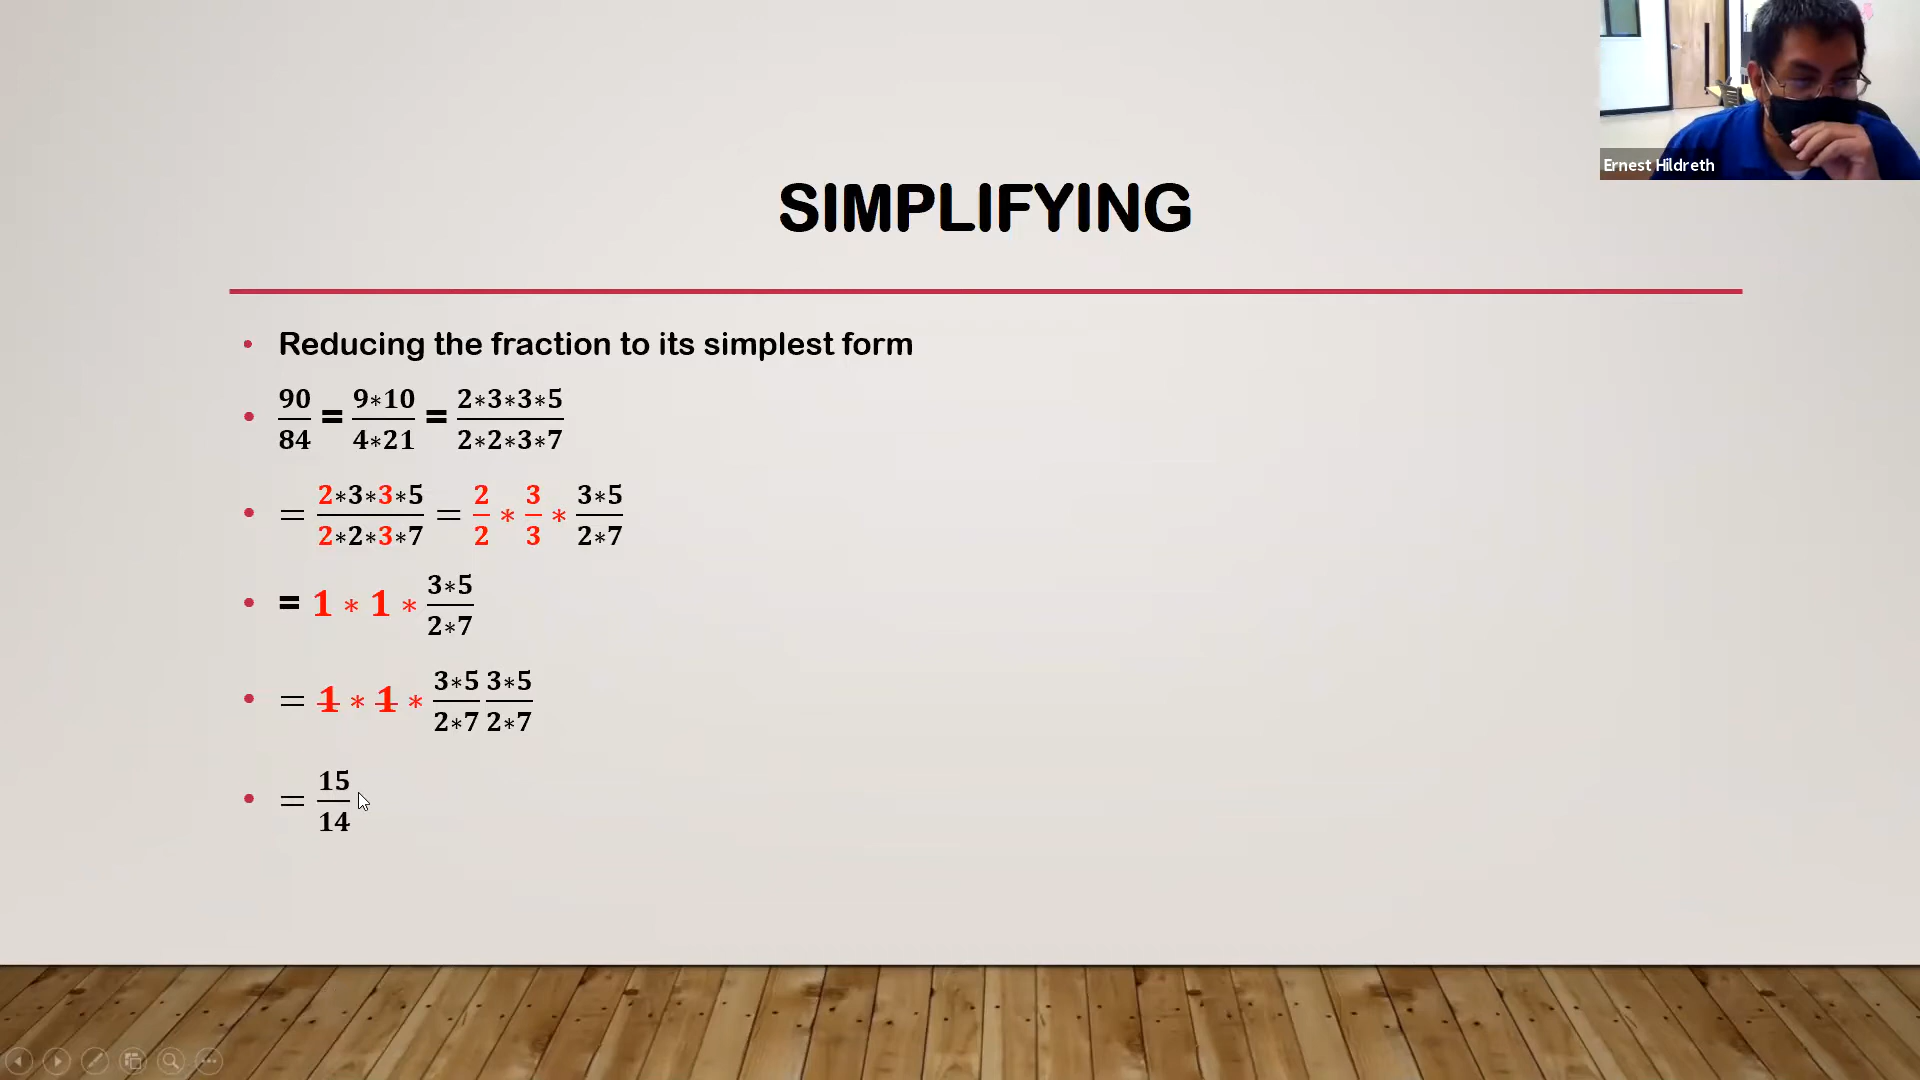 Ernest Hildreth
SIMPLIFYING
• Reducing the fraction to its simplest form
• 90/84 = 9*10/4*21 = 2*3*3*5/2*2*3*7
• = 2*3*3*5/2*2*3*7 = 2/2 * 3/3 * 3*5/2*7
• = 1 * 1 * 3*5/2*7
• = 1 * 1 * 3*5/2*7 3*5/2*7
• = 15/14